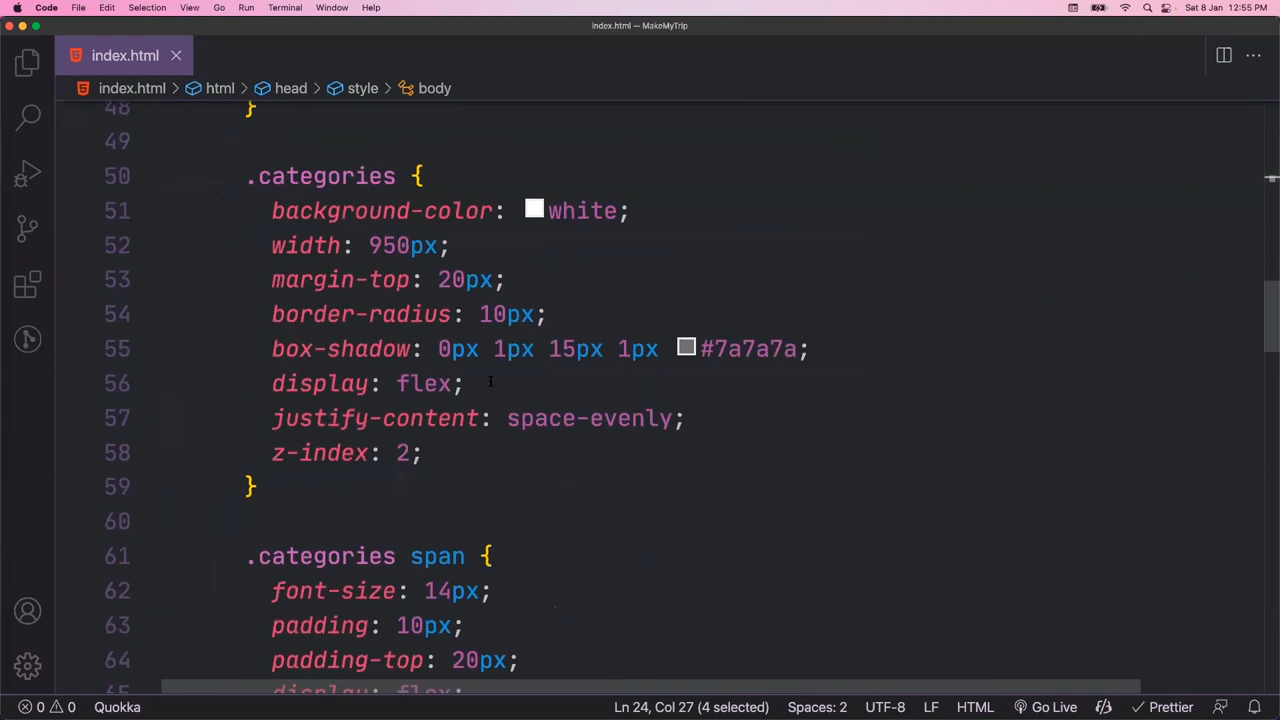 Code File Edit Selection View Go Run Terminal Window Help Sat 8 Jan 12:55 PM
index.html — MakeMyTrip
index.html
index.html > html > head > style > body
48 }
49
50 .categories {
51 background-color: white;
52 width: 950px;
53 margin-top: 20px;
54 border-radius: 10px;
55 box-shadow: 0px 1px 15px 1px #7a7a7a;
56 display: flex;
57 justify-content: space-evenly;
58 z-index: 2;
59 }
60
61 .categories span {
62 font-size: 14px;
63 padding: 10px;
64 padding-top: 20px;
65 display: flex;
0 0 Quokka Ln 24, Col 27 (4 selected) Spaces: 2 UTF-8 LF HTML Go Live Prettier